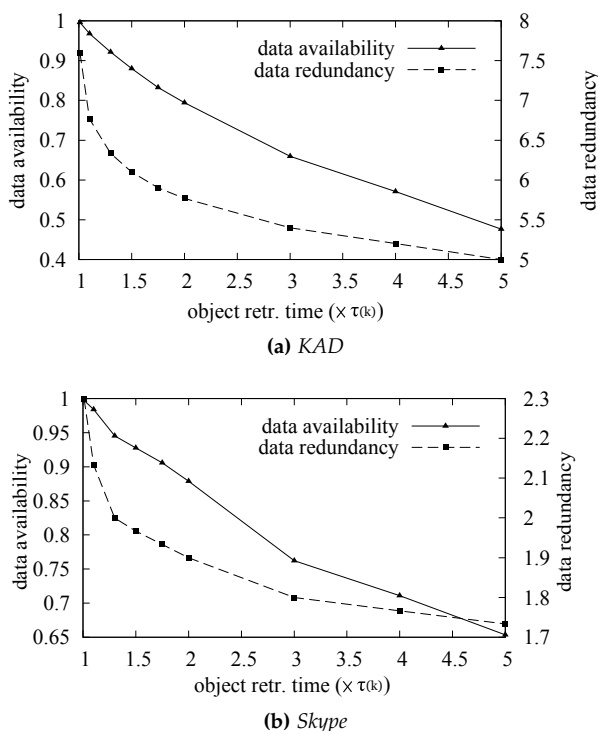 1
0.9
0.8
0.7
0.6
0.5
0.4
data availability
data availability
data redundancy
8
7.5
7
6.5
6
5.5
5
data redundancy
1 1.5 2 2.5 3 3.5 4 4.5 5
object retr. time (× τ(k))
(a) KAD
1
0.95
0.9
0.85
0.8
0.75
0.7
0.65
data availability
data availability
data redundancy
2.3
2.2
2.1
2
1.9
1.8
1.7
data redundancy
1 1.5 2 2.5 3 3.5 4 4.5 5
object retr. time (× τ(k))
(b) Skype